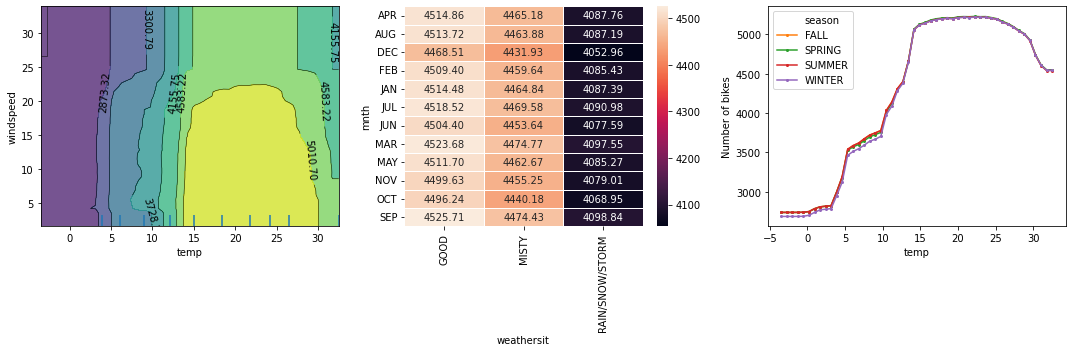 windspeed
30
25
20
15
10
5
0
5
10
15
20
25
30
temp
2873.32
3300.79
3728
4155.75
4583.22
5010.70
4155.75
4583.22
mnth
APR 4514.86 4465.18 4087.76
AUG 4513.72 4463.88 4087.19
DEC 4468.51 4431.93 4052.96
FEB 4509.40 4459.64 4085.43
JAN 4514.48 4464.84 4087.39
JUL 4518.52 4469.58 4090.98
JUN 4504.40 4453.64 4077.59
MAR 4523.68 4474.77 4097.55
MAY 4511.70 4462.67 4085.27
NOV 4499.63 4455.25 4079.01
OCT 4496.24 4440.18 4068.95
SEP 4525.71 4474.43 4098.84
GOOD
MISTY
RAIN/SNOW/STORM
weathersit
4500
4400
4300
4200
4100
Number of bikes
5000
4500
4000
3500
3000
season
FALL
SPRING
SUMMER
WINTER
−5
0
5
10
15
20
25
30
temp